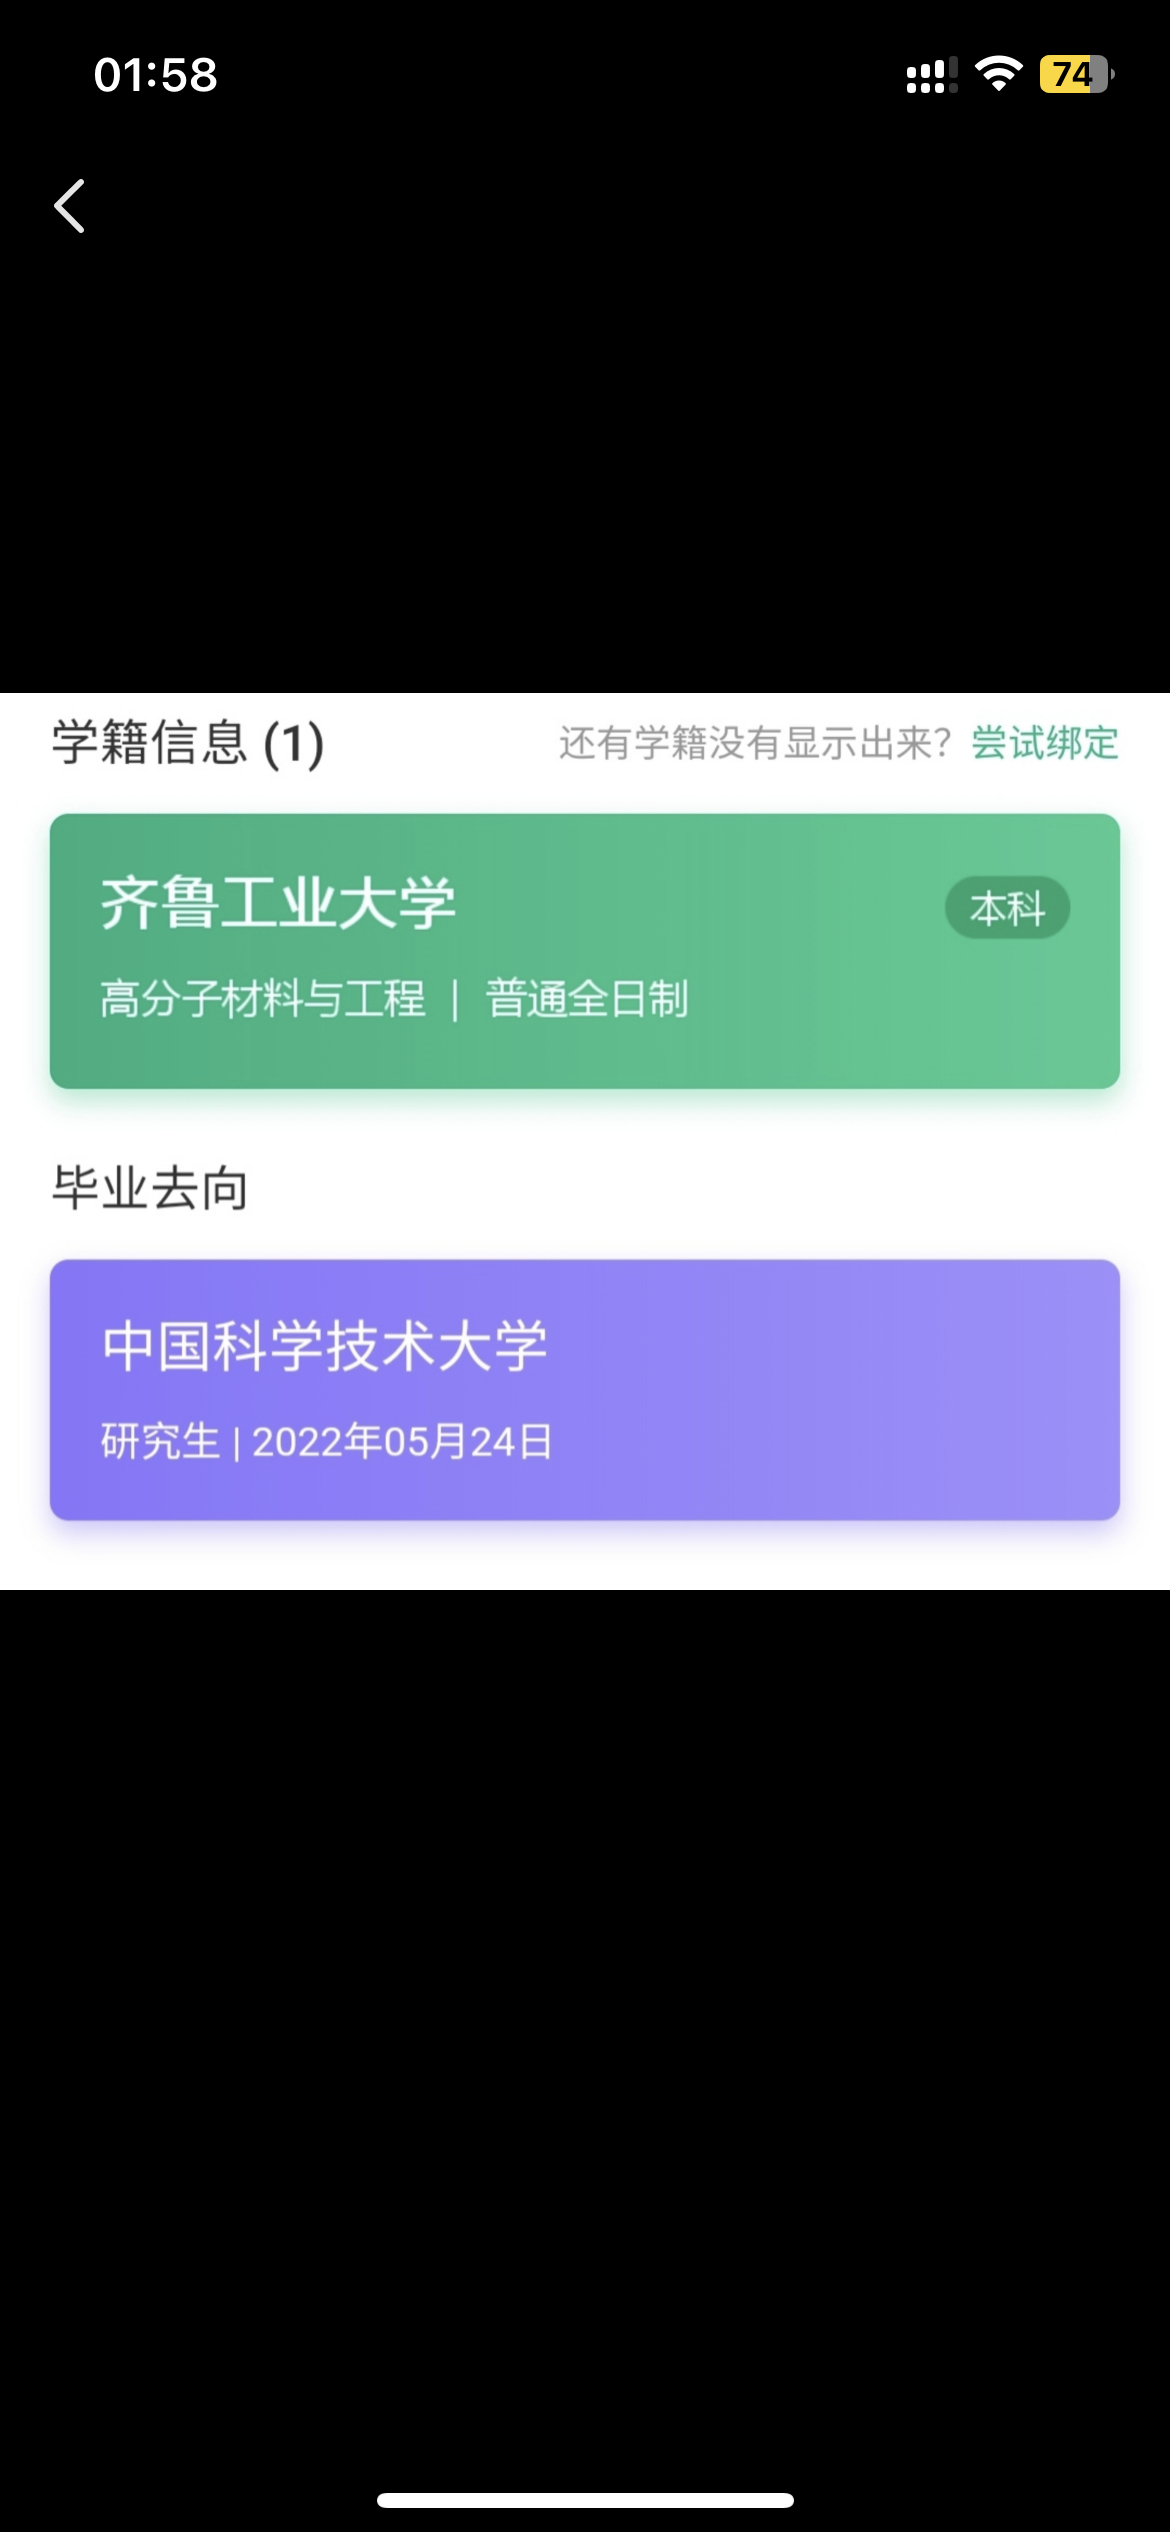 01:58
74
学籍信息 (1)
还有学籍没有显示出来? 尝试绑定
齐鲁工业大学
本科
高分子材料与工程 | 普通全日制
毕业去向
中国科学技术大学
研究生 | 2022年05月24日